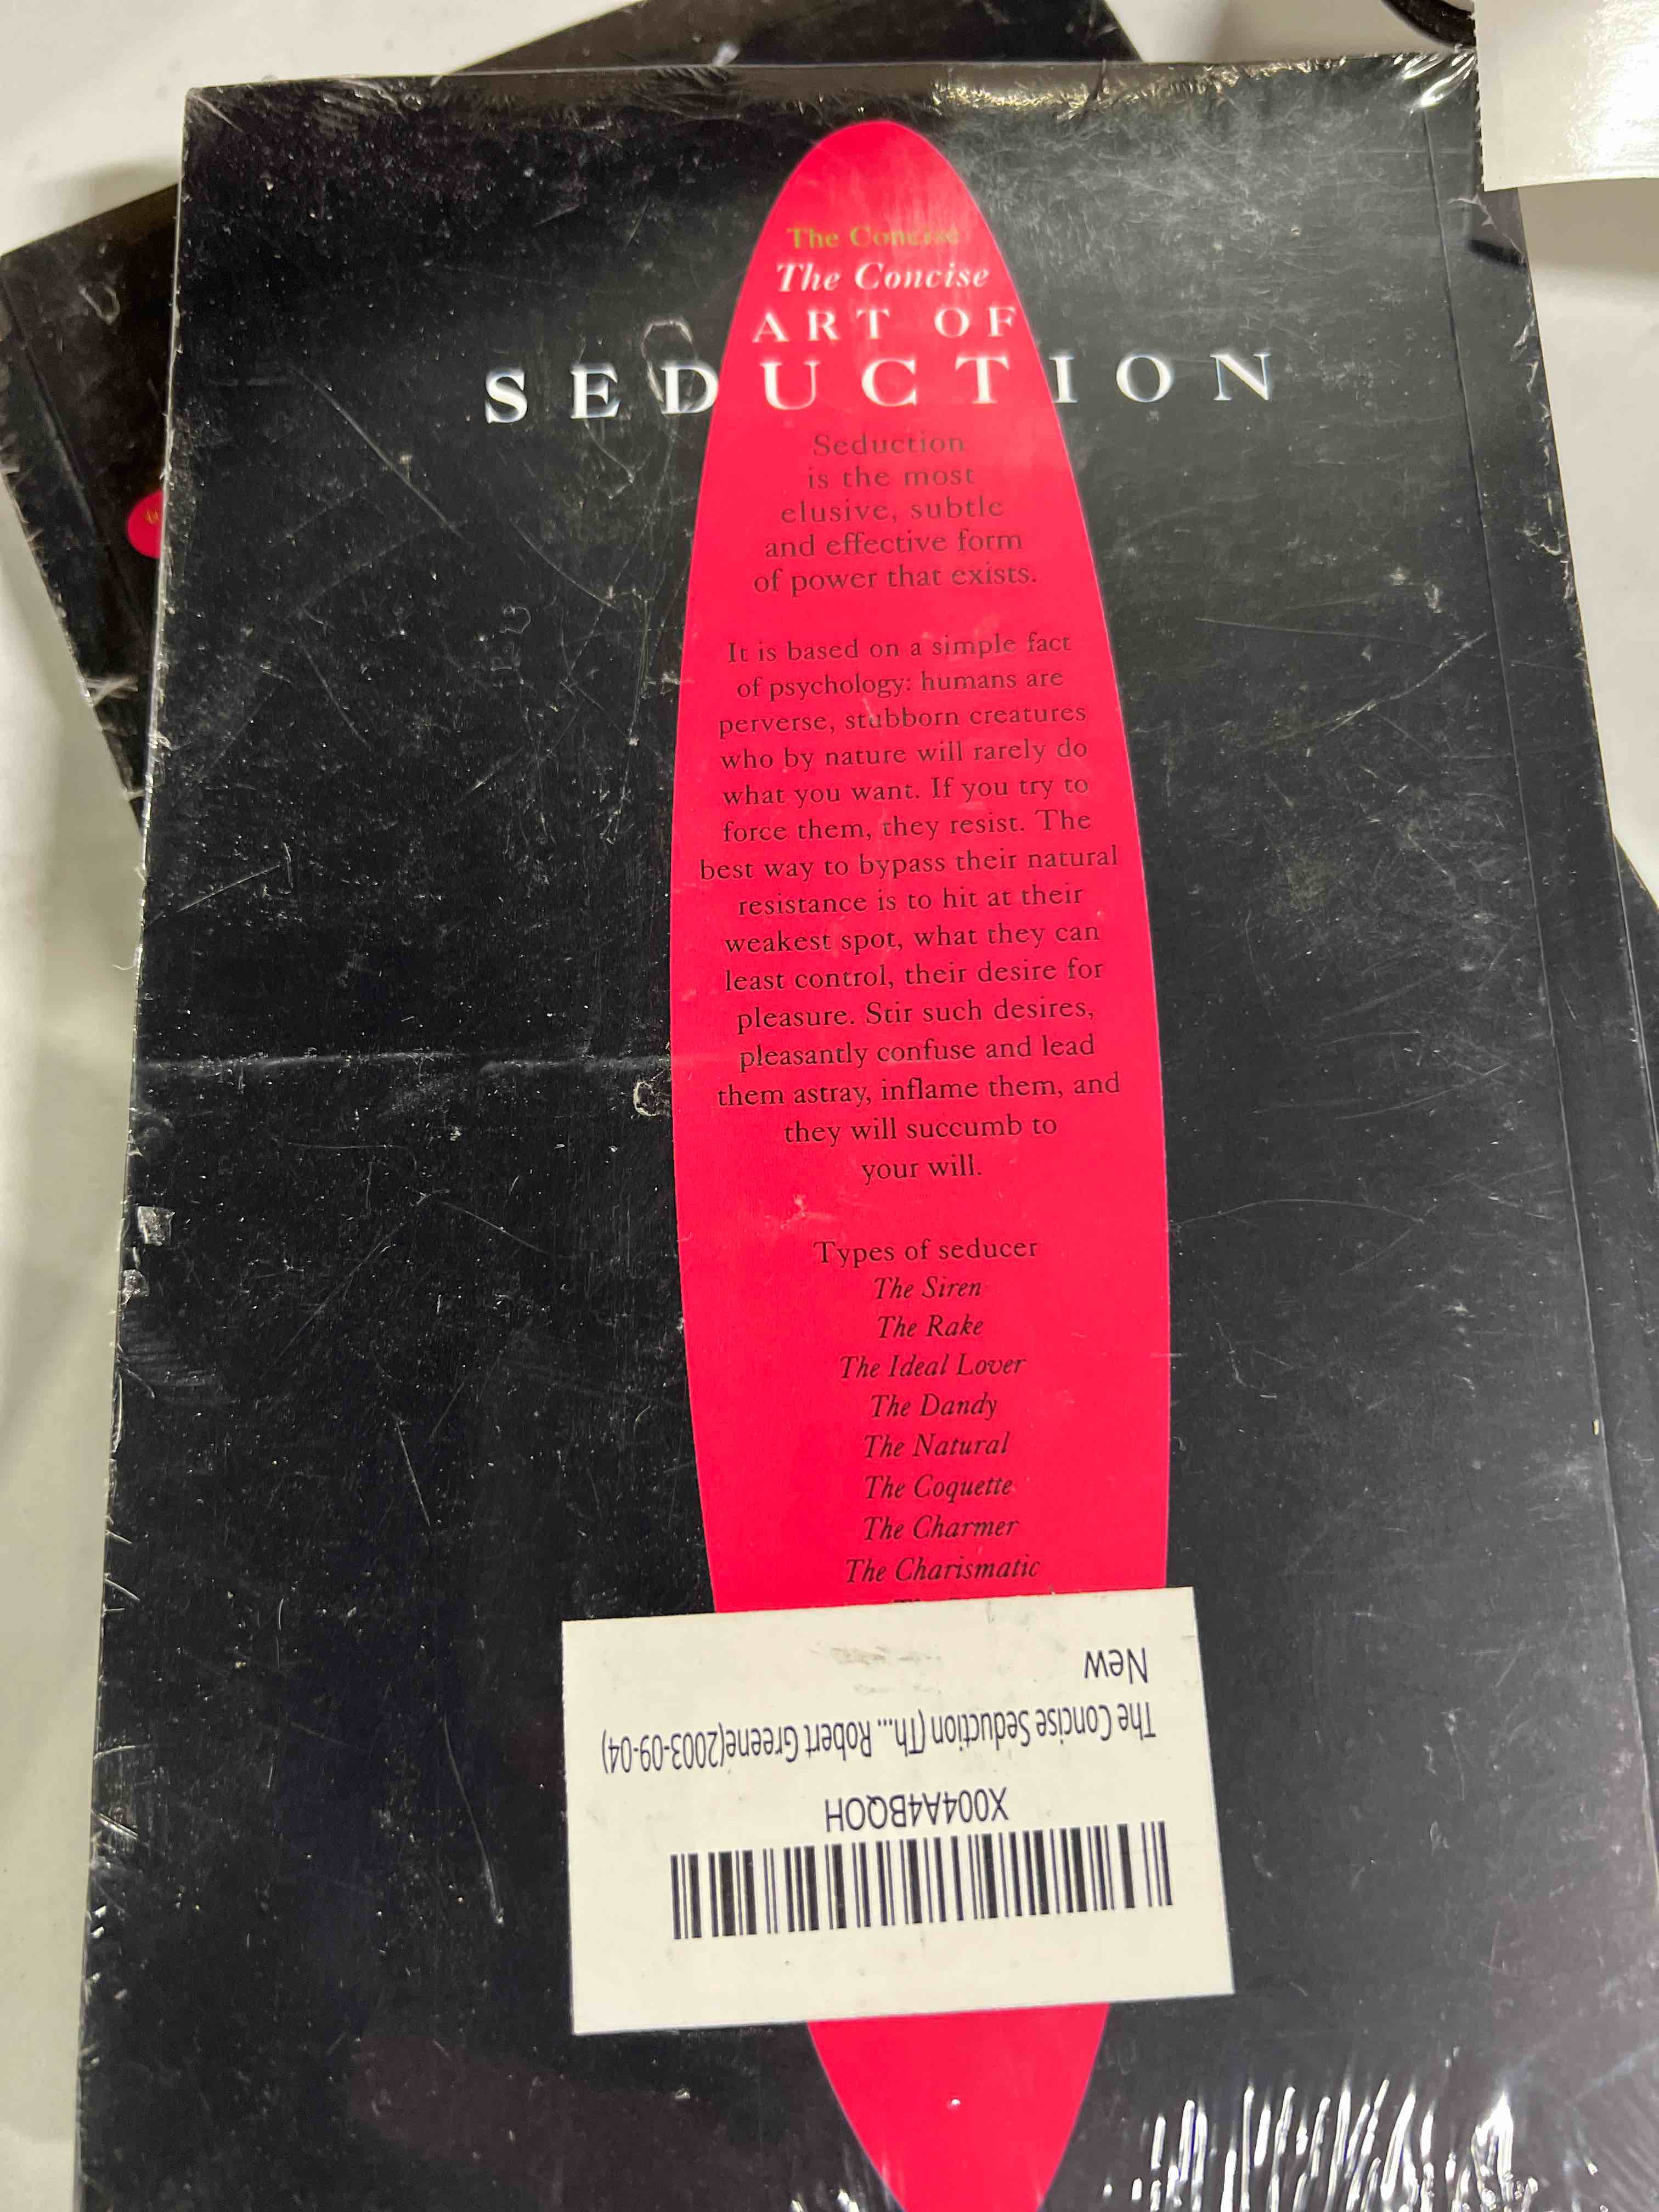 The Concise
The Concise
ART OF
SEDUCTION
Seduction
is the most
elusive, subtle
and effective form
of power that exists.
It is based on a simple fact
of psychology: humans are
perverse, stubborn creatures
who by nature will rarely do
what you want. If you try to
force them, they resist. The
best way to bypass their natural
resistance is to hit at their
weakest spot, what they can
least control, their desire for
pleasure. Stir such desires,
pleasantly confuse and lead
them astray, inflame them, and
they will succumb to
your will.
Types of seducer
The Siren
The Rake
The Ideal Lover
The Dandy
The Natural
The Coquette
The Charmer
The Charismatic
X004A4BQOH
The Concise Seduction (Th... Robert Greene(2003-09-04)
New